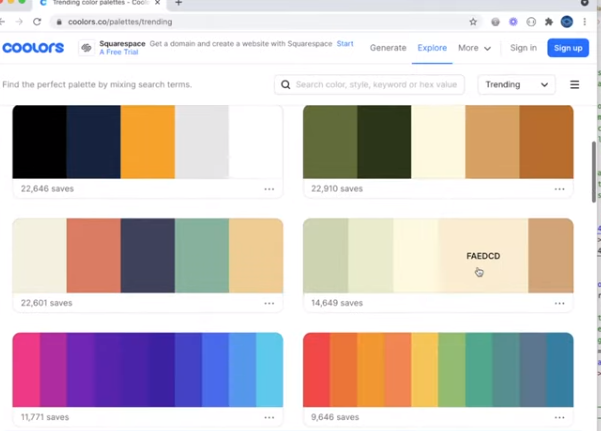 Trending color palettes - Cool
coolors.co/palettes/trending
coolors
Squarespace Get a domain and create a website with Squarespace Start
A Free Trial
Generate
Explore
More
Sign in
Sign up
Find the perfect palette by mixing search terms.
Search color, style, keyword or hex value
Trending
22,646 saves
22,910 saves
FAEDCD
22,601 saves
14,649 saves
11,771 saves
9,646 saves